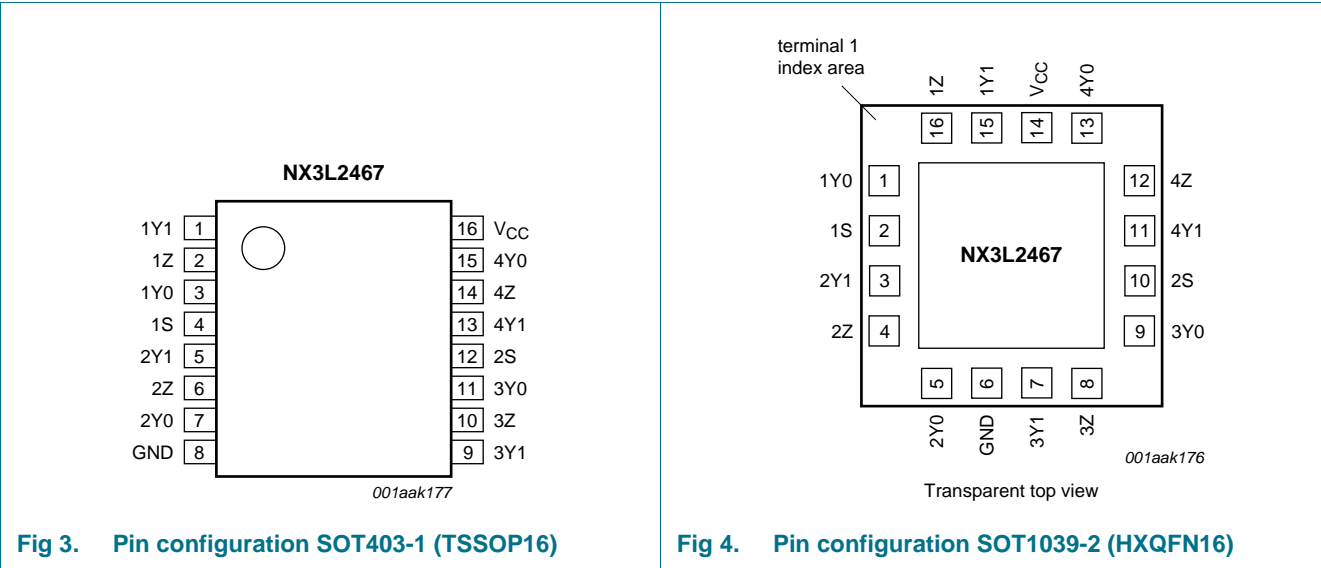 NX3L2467
1Y1 1
1Z 2
1Y0 3
1S 4
2Y1 5
2Z 6
2Y0 7
GND 8
16 VCC
15 4Y0
14 4Z
13 4Y1
12 2S
11 3Y0
10 3Z
9 3Y1
001aak177
Fig 3. Pin configuration SOT403-1 (TSSOP16)
terminal 1
index area
1Z 1Y1 VCC 4Y0
16 15 14 13
1Y0 1
1S 2
2Y1 3
2Z 4
NX3L2467
12 4Z
11 4Y1
10 2S
9 3Y0
5 6 7 8
2Y0 GND 3Y1 3Z
001aak176
Transparent top view
Fig 4. Pin configuration SOT1039-2 (HXQFN16)